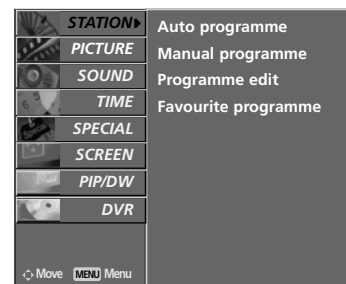 STATION
PICTURE
SOUND
TIME
SPECIAL
SCREEN
PIP/DW
DVR
Move MENU Menu
Auto programme
Manual programme
Programme edit
Favourite programme